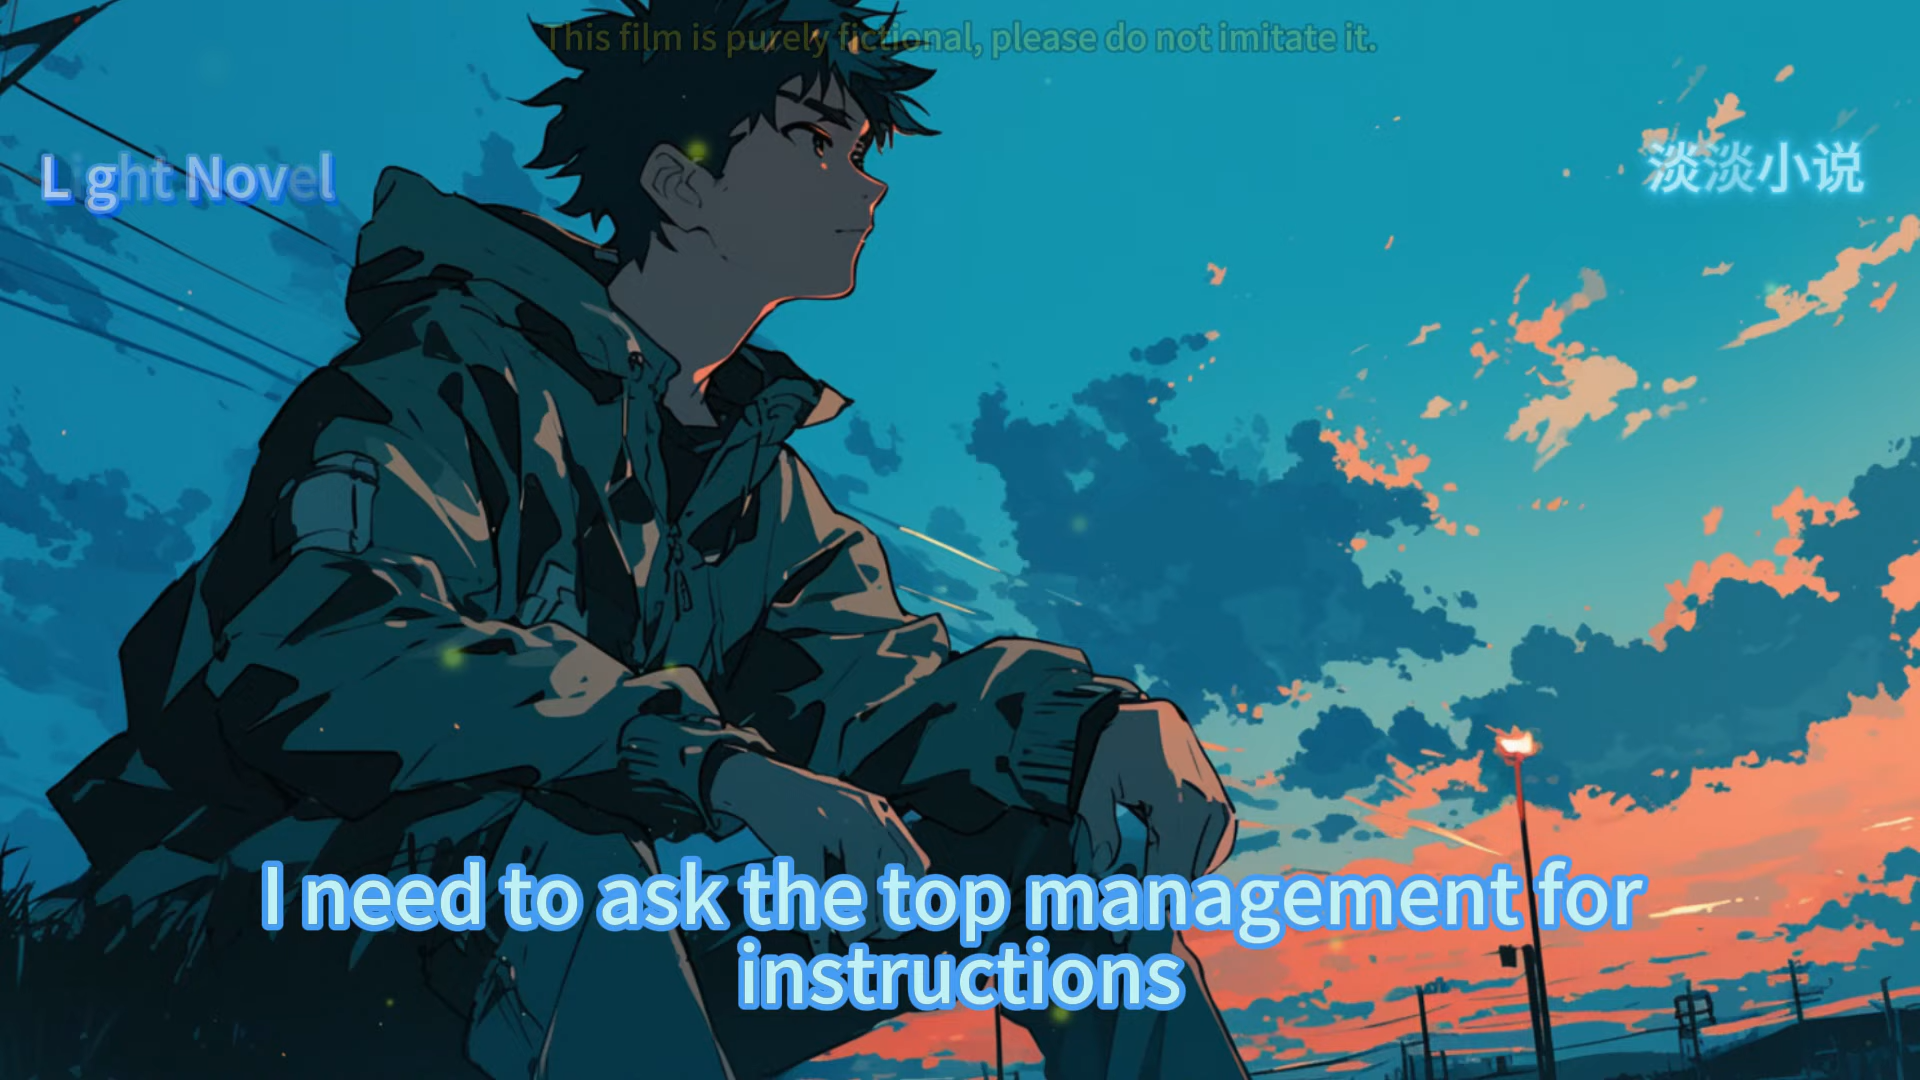 This film is purely fictional, please do not imitate it.
Light Novel
淡淡小说
I need to ask the top management for
instructions